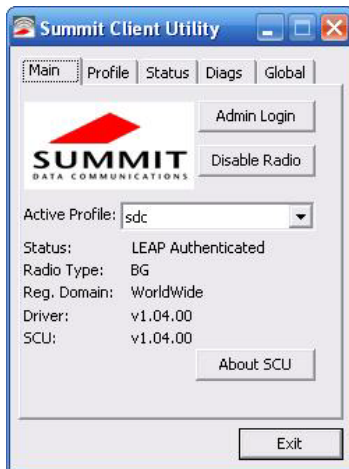 Summit Client Utility
Main Profile Status Diags Global
Admin Login
SUMMIT
DATA COMMUNICATIONS
Disable Radio
Active Profile: sdc
Status: LEAP Authenticated
Radio Type: BG
Reg. Domain: WorldWide
Driver: v1.04.00
SCU: v1.04.00
About SCU
Exit